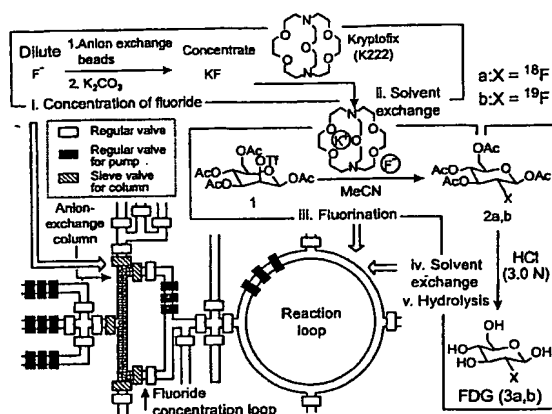 Dilute
F⁻
1.Anion exchange
beads
2. K2CO3
Concentrate
KF
Kryptofix
(K222)
a:X = 18F
b:X = 19F
i. Concentration of fluoride
ii. Solvent
exchange
Regular valve
Regular valve
for pump
Sieve valve
for column
K+
F-
AcO
OTf
AcO
AcO
OAc
1
MeCN
iii. Fluorination
OAc
AcO
AcO
OAc
X
2a,b
Anion-
exchange
column
Reaction
loop
iv. Solvent
exchange
v. Hydrolysis
HCl
(3.0 N)
OH
HO
HO
OH
X
FDG (3a,b)
Fluoride
concentration loop